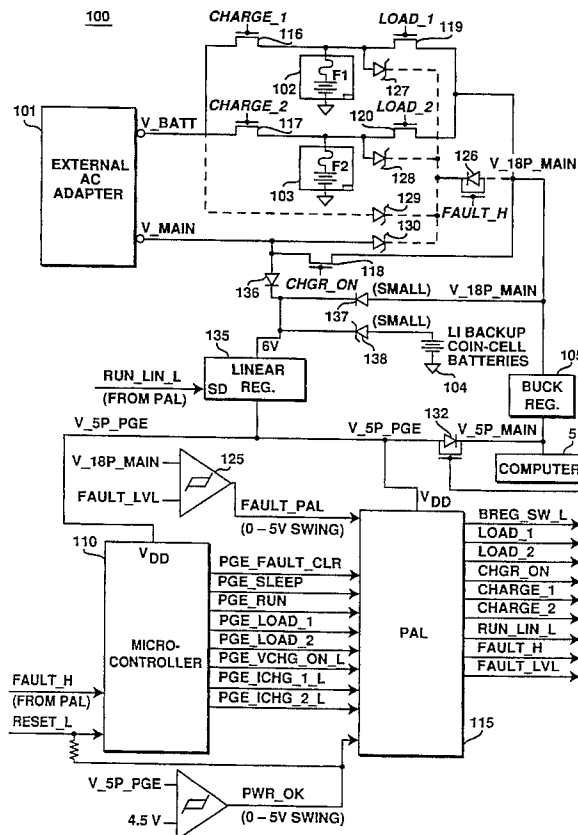 100
CHARGE_1
LOAD_1
116
119
F1
102
127
101
CHARGE_2
LOAD_2
V_BATT
117
120
EXTERNAL
AC
ADAPTER
F2
103
128
126
V_18P_MAIN
FAULT_H
129
V_MAIN
130
118
136
CHGR_ON
(SMALL)
V_18P_MAIN
137
(SMALL)
6V
138
LI BACKUP
COIN-CELL
BATTERIES
104
135
LINEAR
REG.
RUN_LIN_L
(FROM PAL)
SD
105
BUCK
REG.
V_5P_PGE
V_5P_PGE
132
V_5P_MAIN
5
COMPUTER
V_18P_MAIN
125
FAULT_LVL
FAULT_PAL
(0–5V SWING)
VDD
110
VDD
MICRO-
CONTROLLER
PGE_FAULT_CLR
PGE_SLEEP
PGE_RUN
PGE_LOAD_1
PGE_LOAD_2
PGE_VCHG_ON_L
PGE_ICHG_1_L
PGE_ICHG_2_L
PAL
BREG_SW_L
LOAD_1
LOAD_2
CHGR_ON
CHARGE_1
CHARGE_2
RUN_LIN_L
FAULT_H
FAULT_LVL
115
FAULT_H
(FROM PAL)
RESET_L
V_5P_PGE
4.5 V
PWR_OK
(0–5V SWING)